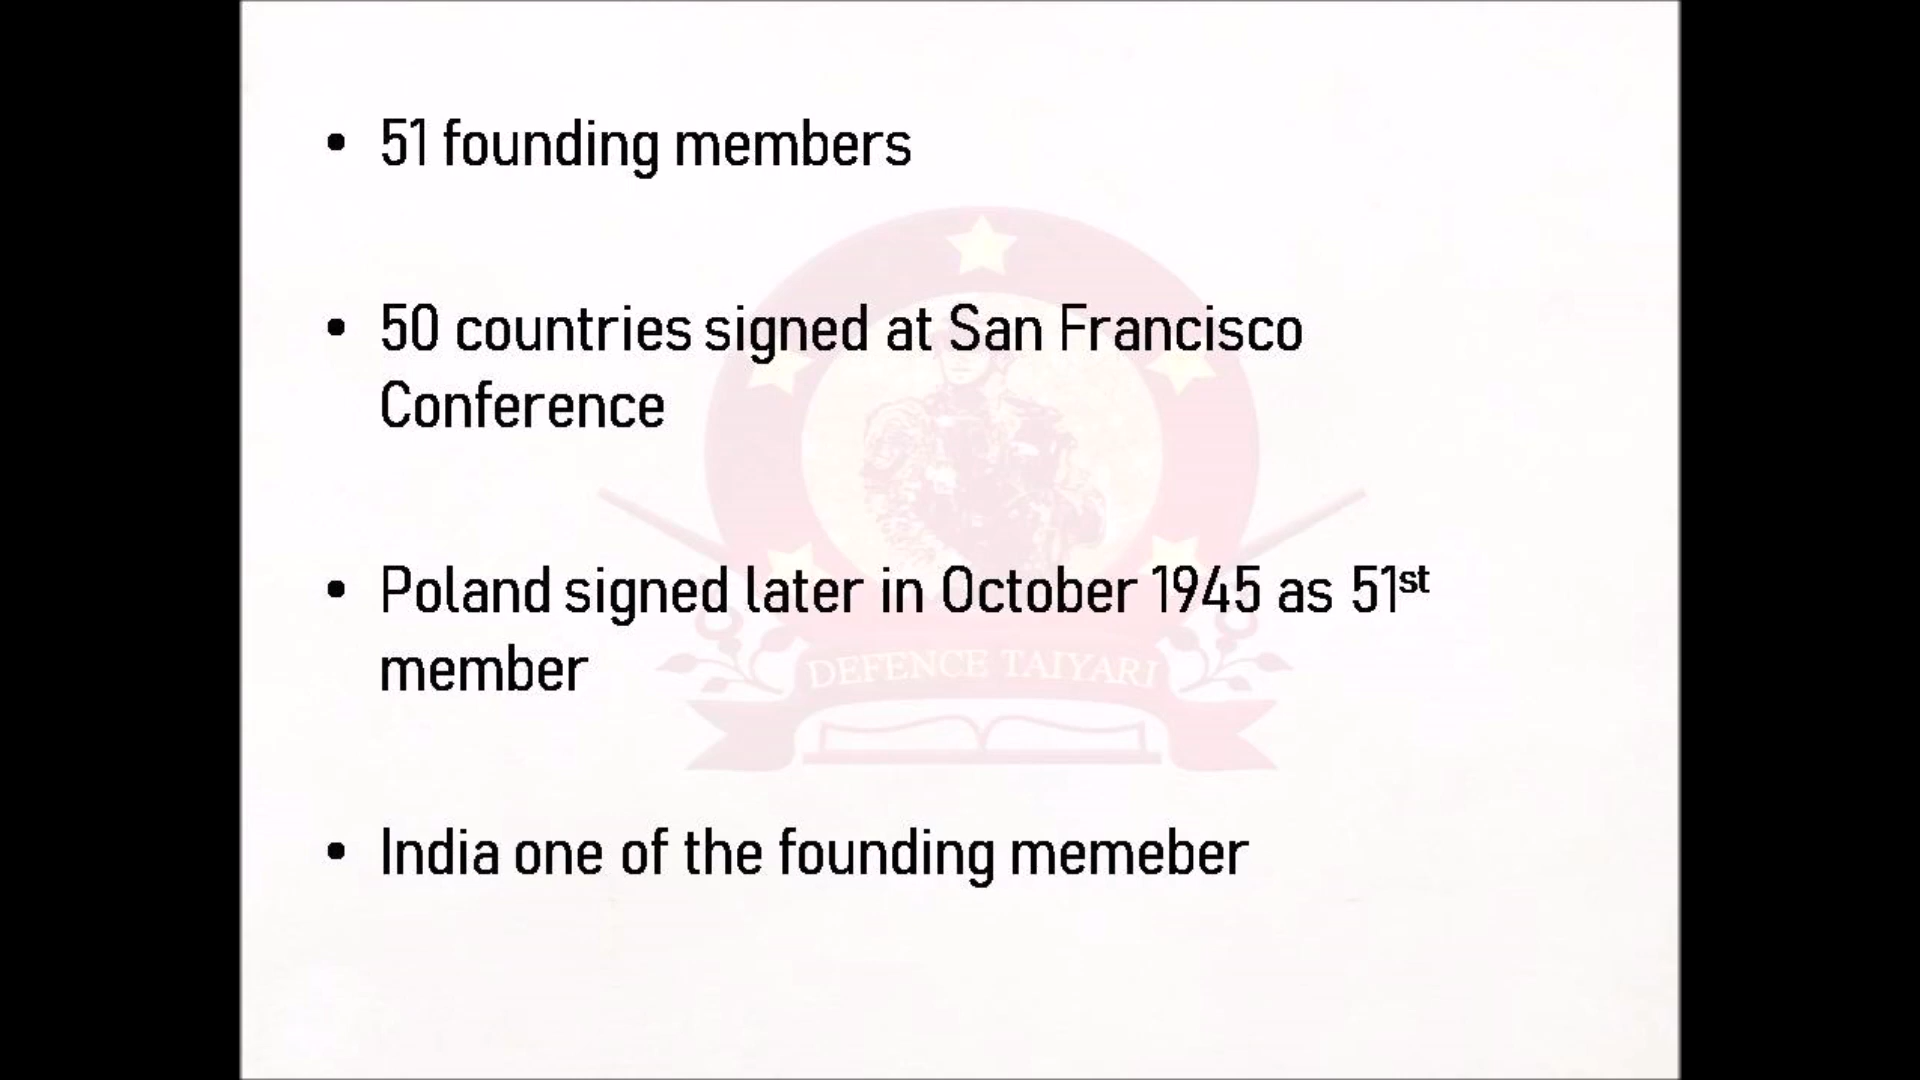 • 51 founding members
• 50 countries signed at San Francisco
Conference
• Poland signed later in October 1945 as 51st
member
DEFENCE TAIYARI
• India one of the founding memeber